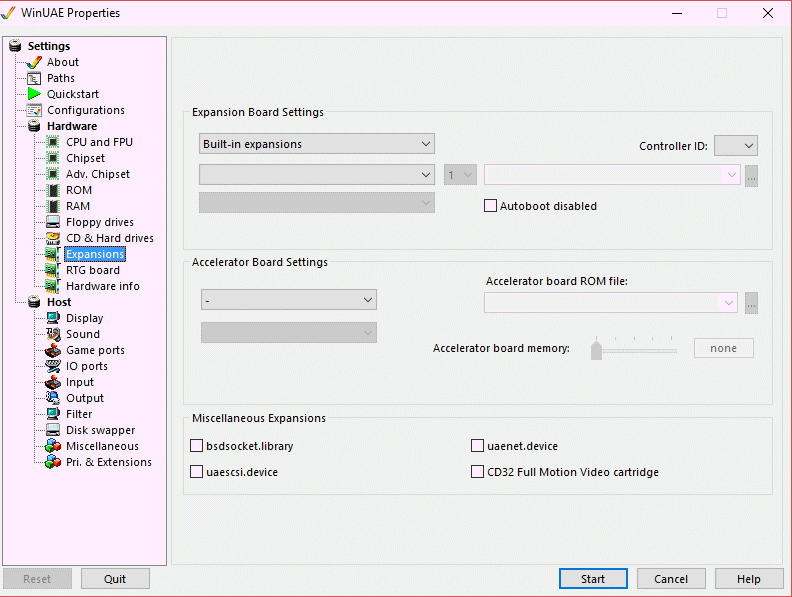 WinUAE Properties
Settings
About
Paths
Quickstart
Configurations
Hardware
CPU and FPU
Chipset
Adv. Chipset
ROM
RAM
Floppy drives
CD & Hard drives
Expansions
RTG board
Hardware info
Host
Display
Sound
Game ports
IO ports
Input
Output
Filter
Disk swapper
Miscellaneous
Pri. & Extensions
Expansion Board Settings
Built-in expansions
Controller ID:
1
...
Autoboot disabled
Accelerator Board Settings
Accelerator board ROM file:
-
...
Accelerator board memory:
none
Miscellaneous Expansions
bsdsocket.library
uaenet.device
uaescsi.device
CD32 Full Motion Video cartridge
Reset
Quit
Start
Cancel
Help